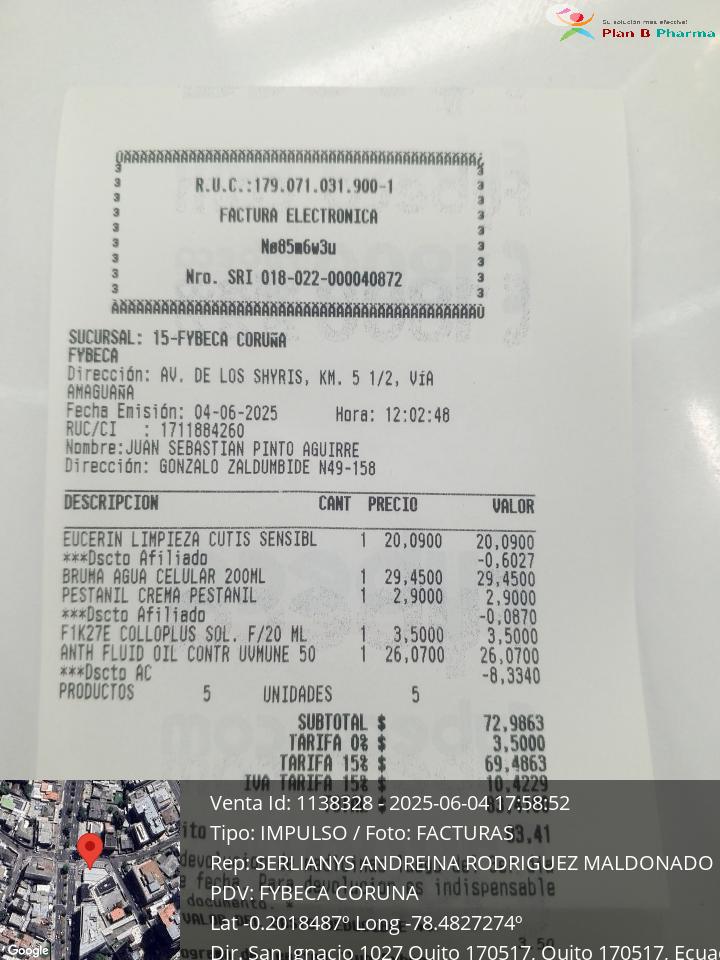 Su solución más efectiva!
Plan B Pharma
R.U.C.:179.071.031.900-1
FACTURA ELECTRONICA
Nø85m6w3u
Nro. SRI 018-022-000040872
SUCURSAL: 15-FYBECA CORUÑA
FYBECA
Dirección: AV. DE LOS SHYRIS, KM. 5 1/2, VíA
AMAGUAÑA
Fecha Emisión: 04-06-2025 Hora: 12:02:48
RUC/CI : 1711884260
Nombre:JUAN SEBASTIAN PINTO AGUIRRE
Dirección: GONZALO ZALDUMBIDE N49-158
DESCRIPCION CANT PRECIO VALOR
EUCERIN LIMPIEZA CUTIS SENSIBL 1 20,0900 20,0900
***Dscto Afiliado -0,6027
BRUMA AGUA CELULAR 200ML 1 29,4500 29,4500
PESTANIL CREMA PESTANIL 1 2,9000 2,9000
***Dscto Afiliado -0,0870
F1K27E COLLOPLUS SOL. F/20 ML 1 3,5000 3,5000
ANTH FLUID OIL CONTR UVMUNE 50 1 26,0700 26,0700
***Dscto AC -8,3340
PRODUCTOS 5 UNIDADES 5
SUBTOTAL $ 72,9863
TARIFA 0% $ 3,5000
TARIFA 15% $ 69,4863
IVA TARIFA 15% $ 10,4229
Venta Id: 1138328 - 2025-06-04 17:58:52
Tipo: IMPULSO / Foto: FACTURAS
Rep: SERLIANYS ANDREINA RODRIGUEZ MALDONADO
PDV: FYBECA CORUNA
Lat -0.2018487º Long -78.4827274º
Dir. San Ignacio 1027 Quito 170517, Quito 170517, Ecua
Google